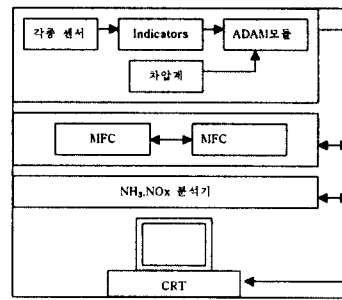 각종 센서
Indicators
ADAM모듈
차압계
MFC
MFC
NH₃.NOx 분석기
CRT